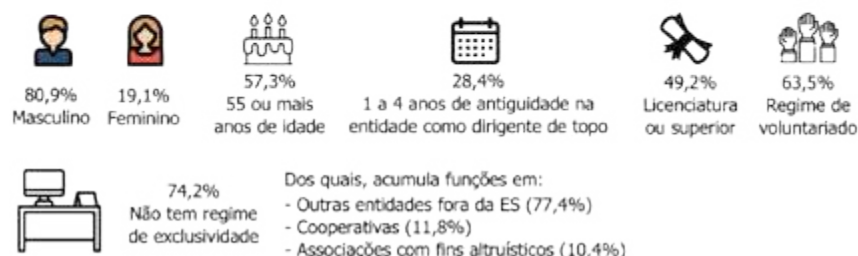 80,9%
Masculino
19,1%
Feminino
57,3%
55 ou mais
anos de idade
28,4%
1 a 4 anos de antiguidade na
entidade como dirigente de topo
49,2%
Licenciatura
ou superior
63,5%
Regime de
voluntariado
74,2%
Não tem regime
de exclusividade
Dos quais, acumula funções em:
- Outras entidades fora da ES (77,4%)
- Cooperativas (11,8%)
- Associações com fins altruísticos (10,4%)